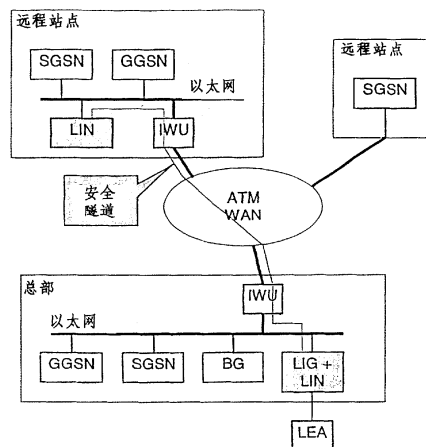 远程站点
SGSN GGSN
以太网
LIN IWU
远程站点
SGSN
安全
隧道
ATM
WAN
总部
IWU
以太网
GGSN SGSN BG LIG +
LIN
LEA